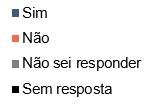 Sim
Não
Não sei responder
Sem resposta